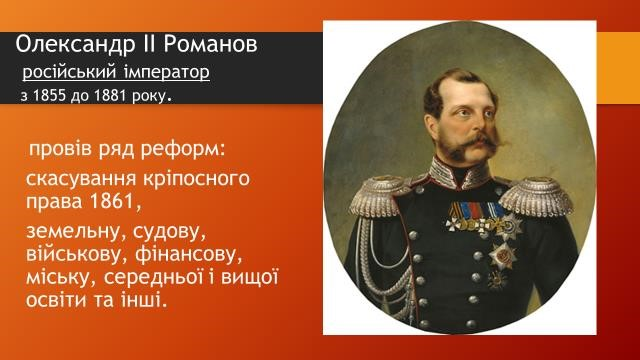 Олександр ІІ Романов
російський імператор
з 1855 до 1881 року.
провів ряд реформ:
скасування кріпосного
права 1861,
земельну, судову,
військову, фінансову,
міську, середньої і вищої
освіти та інші.